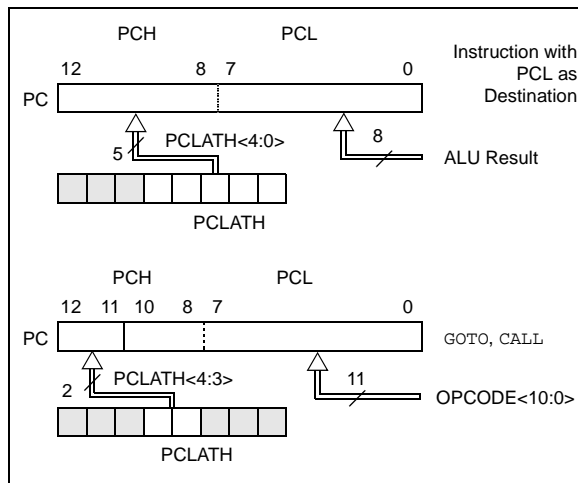 PCH PCL
12 8 7 0
Instruction with
PCL as
Destination
PC
5 PCLATH<4:0>
8
ALU Result
PCLATH
PCH PCL
12 11 10 8 7 0
PC
GOTO, CALL
2 PCLATH<4:3>
11
OPCODE<10:0>
PCLATH